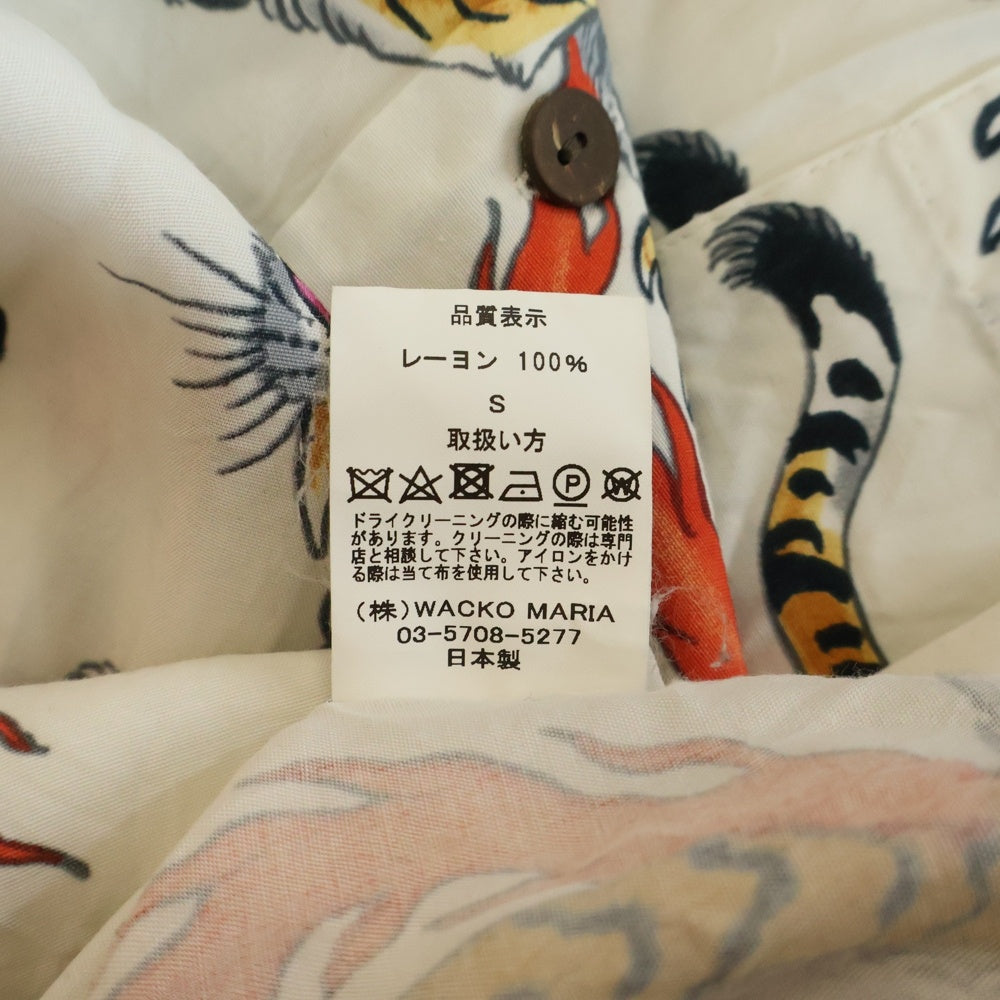 品質表示
レーヨン 100%
S
取扱い方
P W
ドライクリーニングの際に縮む可能性
があります。クリーニングの際は専門
店と相談して下さい。アイロンをかけ
る際は当て布を使用して下さい。
(株)WACKO MARIA
03-5708-5277
日本製